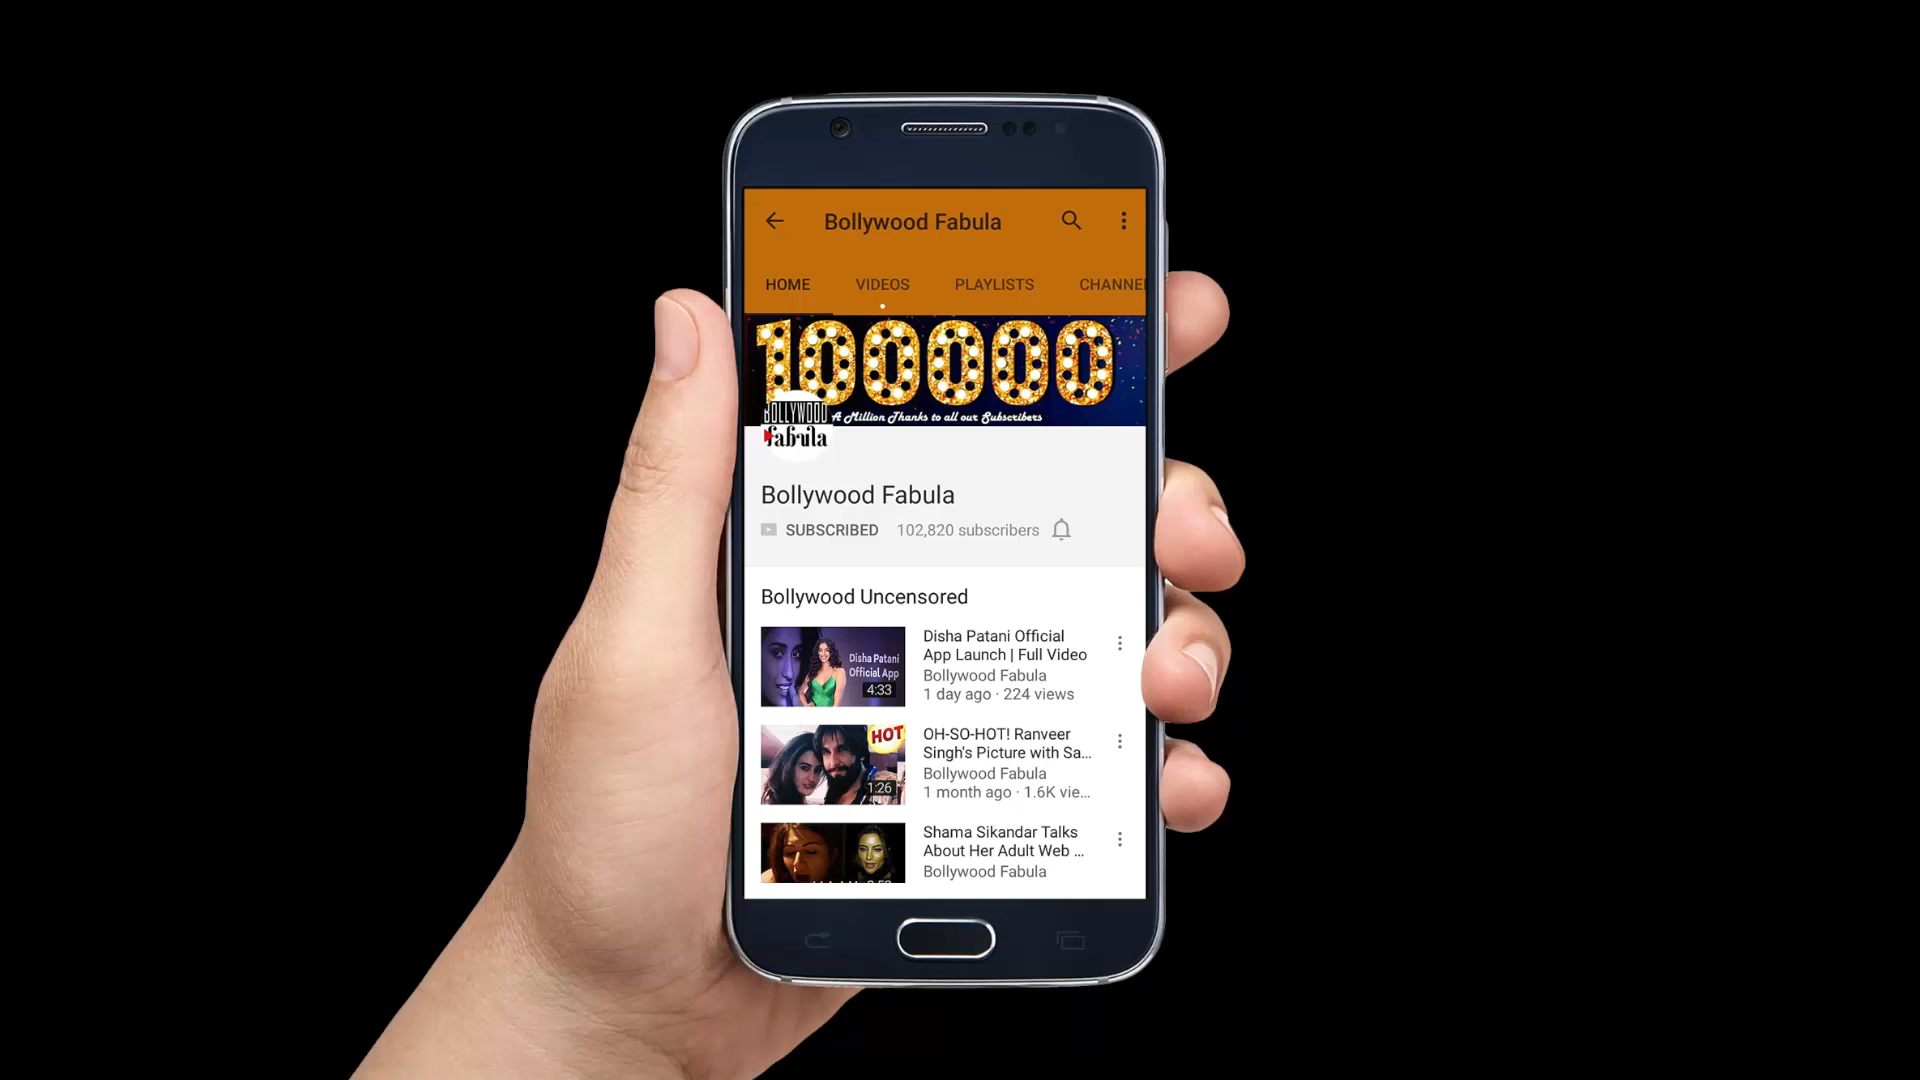 Bollywood Fabula
HOME VIDEOS PLAYLISTS CHANNE
100000
A Million Thanks to all our Subscribers
BOLLYWOOD
fabula
Bollywood Fabula
SUBSCRIBED 102,820 subscribers
Bollywood Uncensored
Disha Patani
Official App
4:33
Disha Patani Official
App Launch | Full Video
Bollywood Fabula
1 day ago · 224 views
HOT
1:26
OH-SO-HOT! Ranveer
Singh's Picture with Sa...
Bollywood Fabula
1 month ago · 1.6K vie...
Shama Sikandar Talks
About Her Adult Web ...
Bollywood Fabula